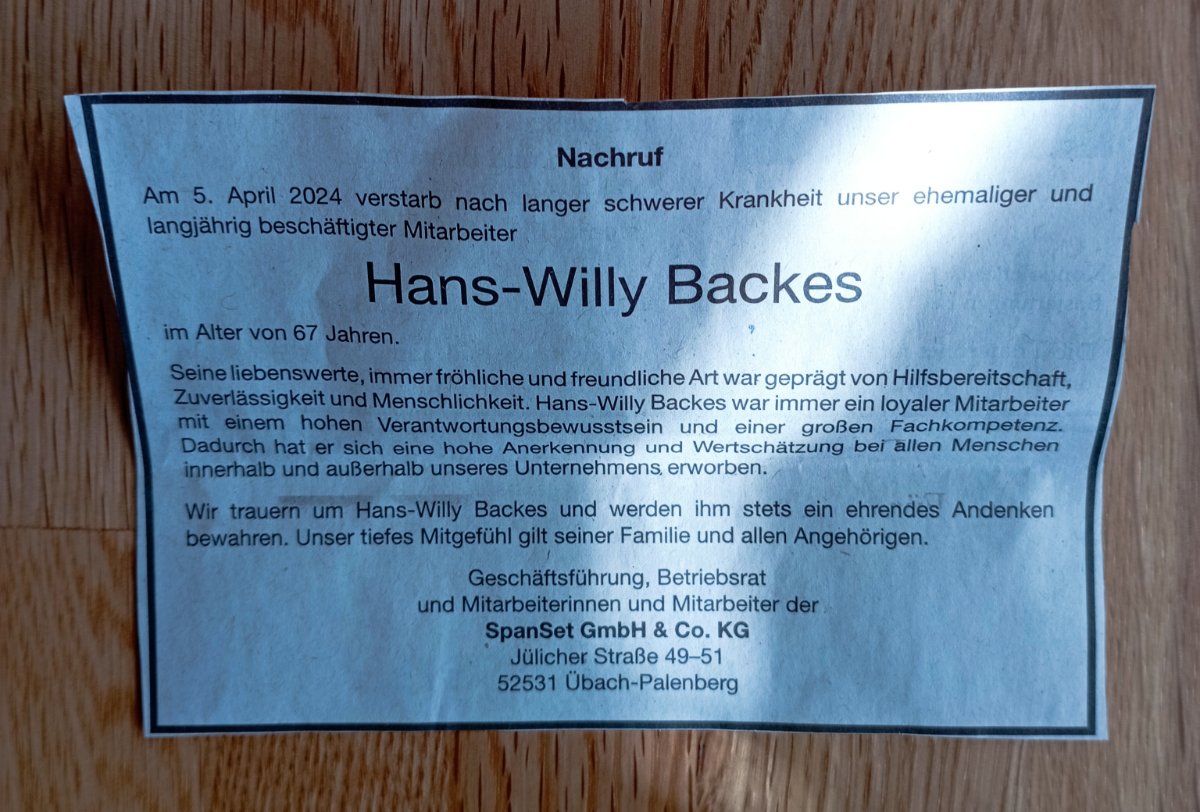 Nachruf
Am 5. April 2024 verstarb nach langer schwerer Krankheit unser ehemaliger und
langjährig beschäftigter Mitarbeiter
Hans-Willy Backes
im Alter von 67 Jahren.
Seine liebenswerte, immer fröhliche und freundliche Art war geprägt von Hilfsbereitschaft,
Zuverlässigkeit und Menschlichkeit. Hans-Willy Backes war immer ein loyaler Mitarbeiter
mit einem hohen Verantwortungsbewusstsein und einer großen Fachkompetenz.
Dadurch hat er sich eine hohe Anerkennung und Wertschätzung bei allen Menschen
innerhalb und außerhalb unseres Unternehmens erworben.
Wir trauern um Hans-Willy Backes und werden ihm stets ein ehrendes Andenken
bewahren. Unser tiefes Mitgefühl gilt seiner Familie und allen Angehörigen.
Geschäftsführung, Betriebsrat
und Mitarbeiterinnen und Mitarbeiter der
SpanSet GmbH & Co. KG
Jülicher Straße 49–51
52531 Übach-Palenberg